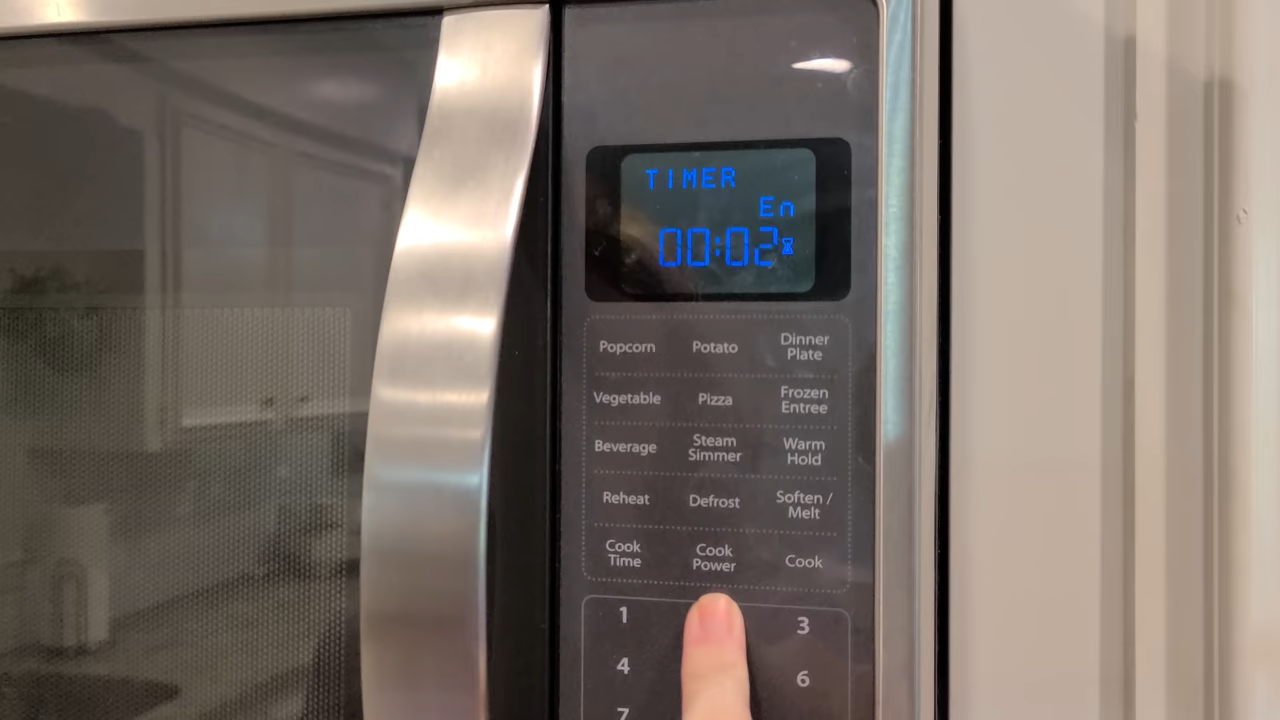 TIMER
En
00:02
Popcorn
Potato
Dinner
Plate
Vegetable
Pizza
Frozen
Entree
Beverage
Steam
Simmer
Warm
Hold
Reheat
Defrost
Soften /
Melt
Cook
Time
Cook
Power
Cook
1
3
4
6
7